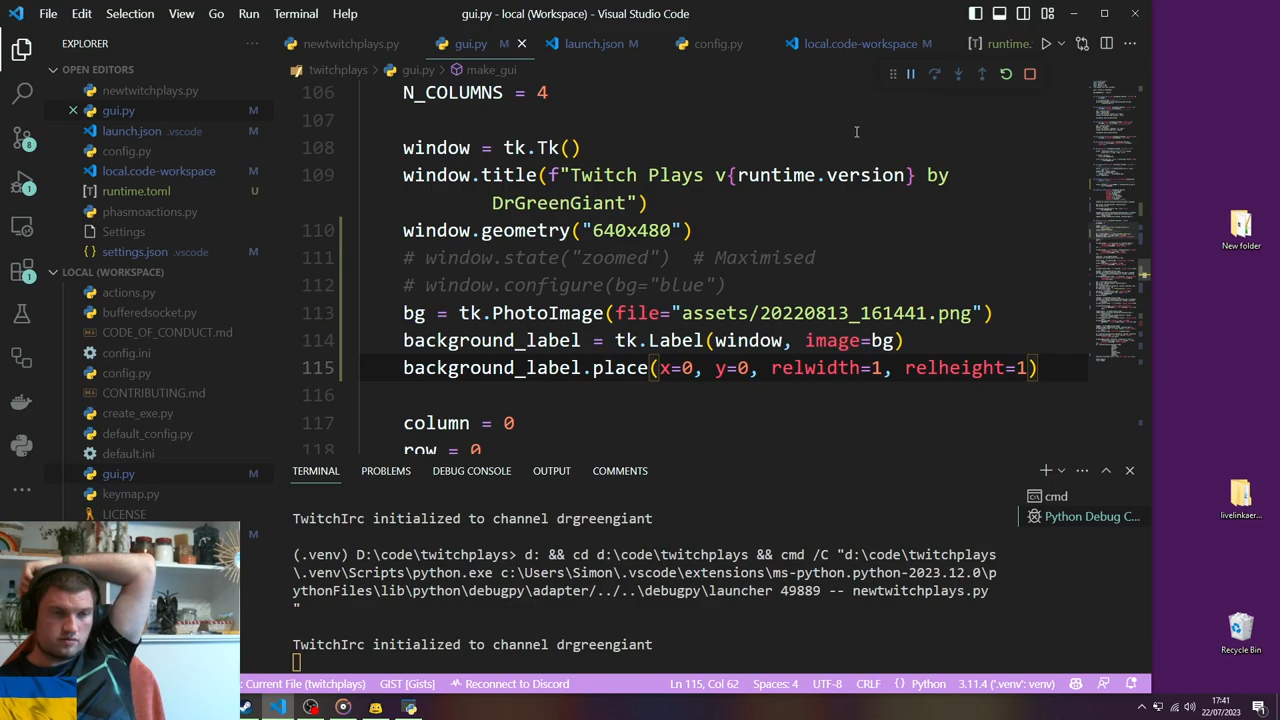 File Edit Selection View Go Run Terminal Help
gui.py - local (Workspace) - Visual Studio Code
EXPLORER
newtwitchplays.py
gui.py M
launch.json M
config.py
local.code-workspace M
runtime.
twitchplays > gui.py > make_gui
OPEN EDITORS
newtwitchplays.py
gui.py M
launch.json .vscode M
config.py
local.code-workspace M
runtime.toml U
phasmoactions.py
Settings
settings.json .vscode M
LOCAL (WORKSPACE)
actions.py
bufferedsocket.py
CODE_OF_CONDUCT.md
config.ini
config.py
CONTRIBUTING.md
create_exe.py
default_config.py
default.ini
gui.py M
keymap.py
LICENSE
M
8
1
1
106 N_COLUMNS = 4
window = tk.Tk()
window.title(f"Twitch Plays v{runtime.version} by
DrGreenGiant")
window.geometry("640x480")
window.state("zoomed") # Maximised
# window.configure(bg="blue")
bg = tk.PhotoImage(file="assets/20220813_161441.png")
background_label = tk.Label(window, image=bg)
115 background_label.place(x=0, y=0, relwidth=1, relheight=1)
116
117 column = 0
118 row = 0
TERMINAL PROBLEMS DEBUG CONSOLE OUTPUT COMMENTS
cmd
Python Debug C...
TwitchIrc initialized to channel drgreengiant
(.venv) D:\code\twitchplays> d: && cd d:\code\twitchplays && cmd /C "d:\code\twitchplays
\.venv\Scripts\python.exe c:\Users\Simon\.vscode\extensions\ms-python.python-2023.12.0\p
ythonFiles\lib\python\debugpy\adapter/../..\debugpy\launcher 49889 -- newtwitchplays.py
"
TwitchIrc initialized to channel drgreengiant
: Current File (twitchplays)
GIST [Gists]
Reconnect to Discord
Ln 115, Col 62
Spaces: 4
UTF-8
CRLF
Python
3.11.4 ('.venv': venv)
New folder
livelinkaer...
Recycle Bin
17:41
22/07/2023
1